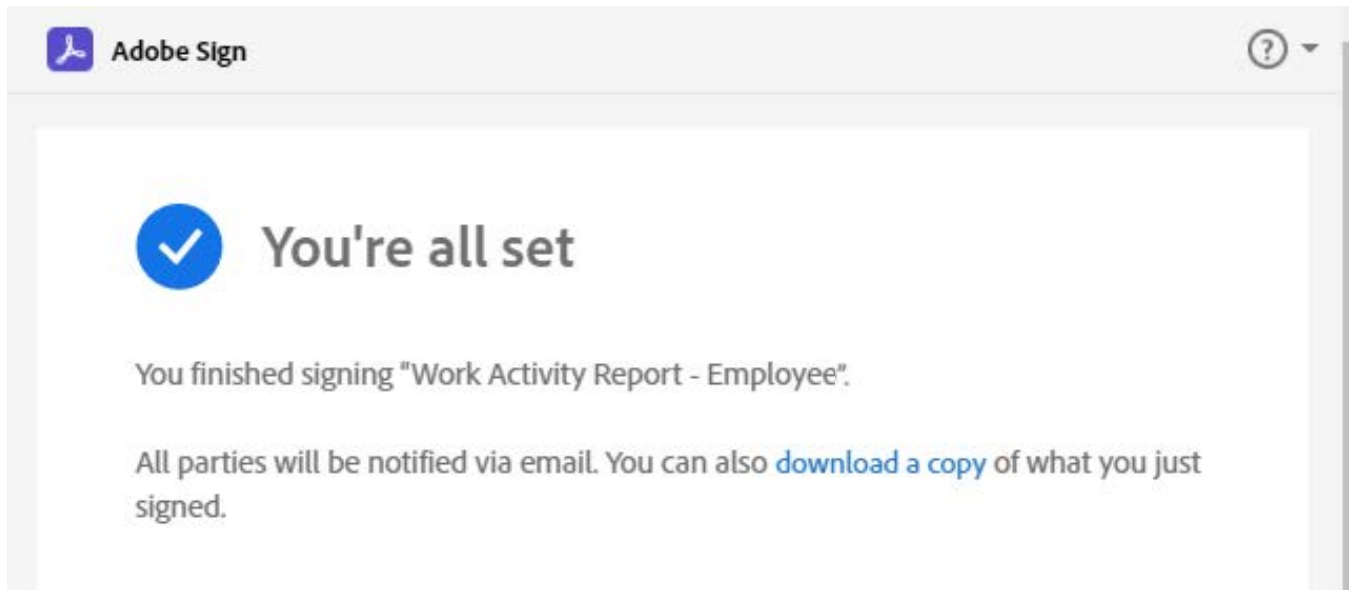 Adobe Sign
You're all set
You finished signing "Work Activity Report - Employee".
All parties will be notified via email. You can also download a copy of what you just
signed.